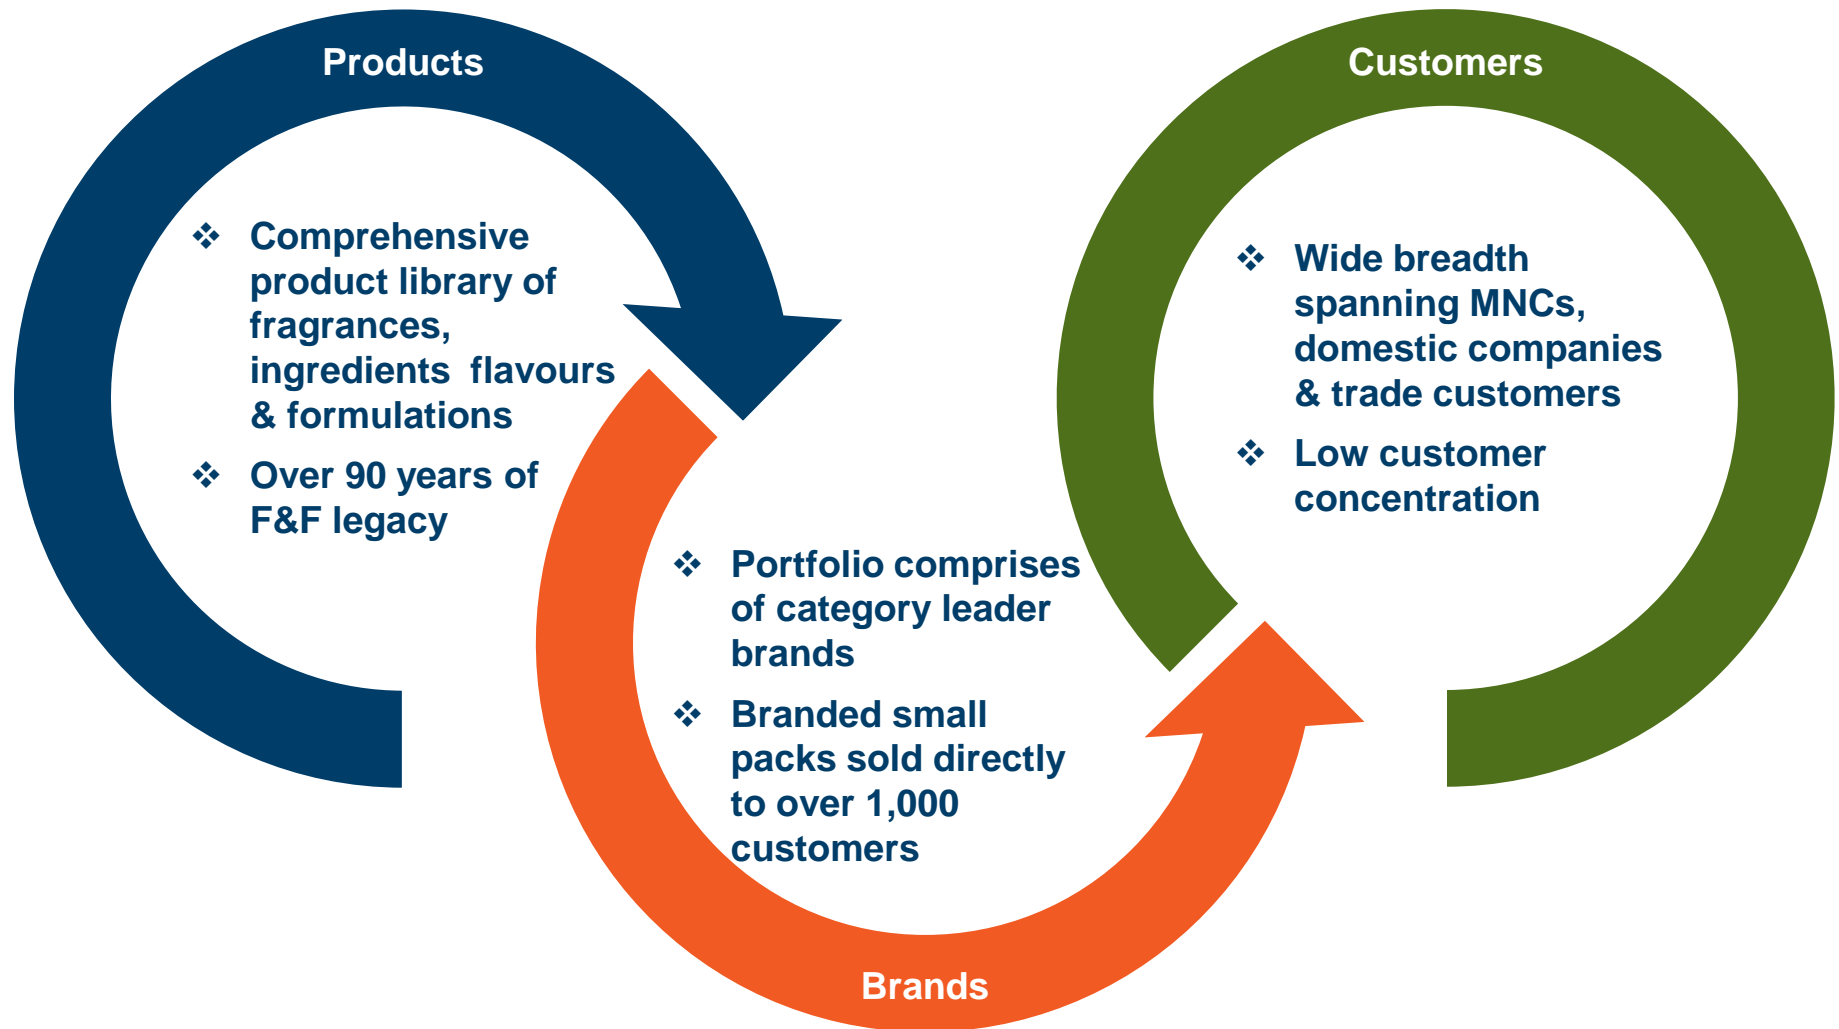 Products
❖ Comprehensive
product library of
fragrances,
ingredients  flavours
& formulations
❖ Over 90 years of
F&F legacy
❖ Portfolio comprises
of category leader
brands
❖ Branded small
packs sold directly
to over 1,000
customers
Brands
Customers
❖ Wide breadth
spanning MNCs,
domestic companies
& trade customers
❖ Low customer
concentration